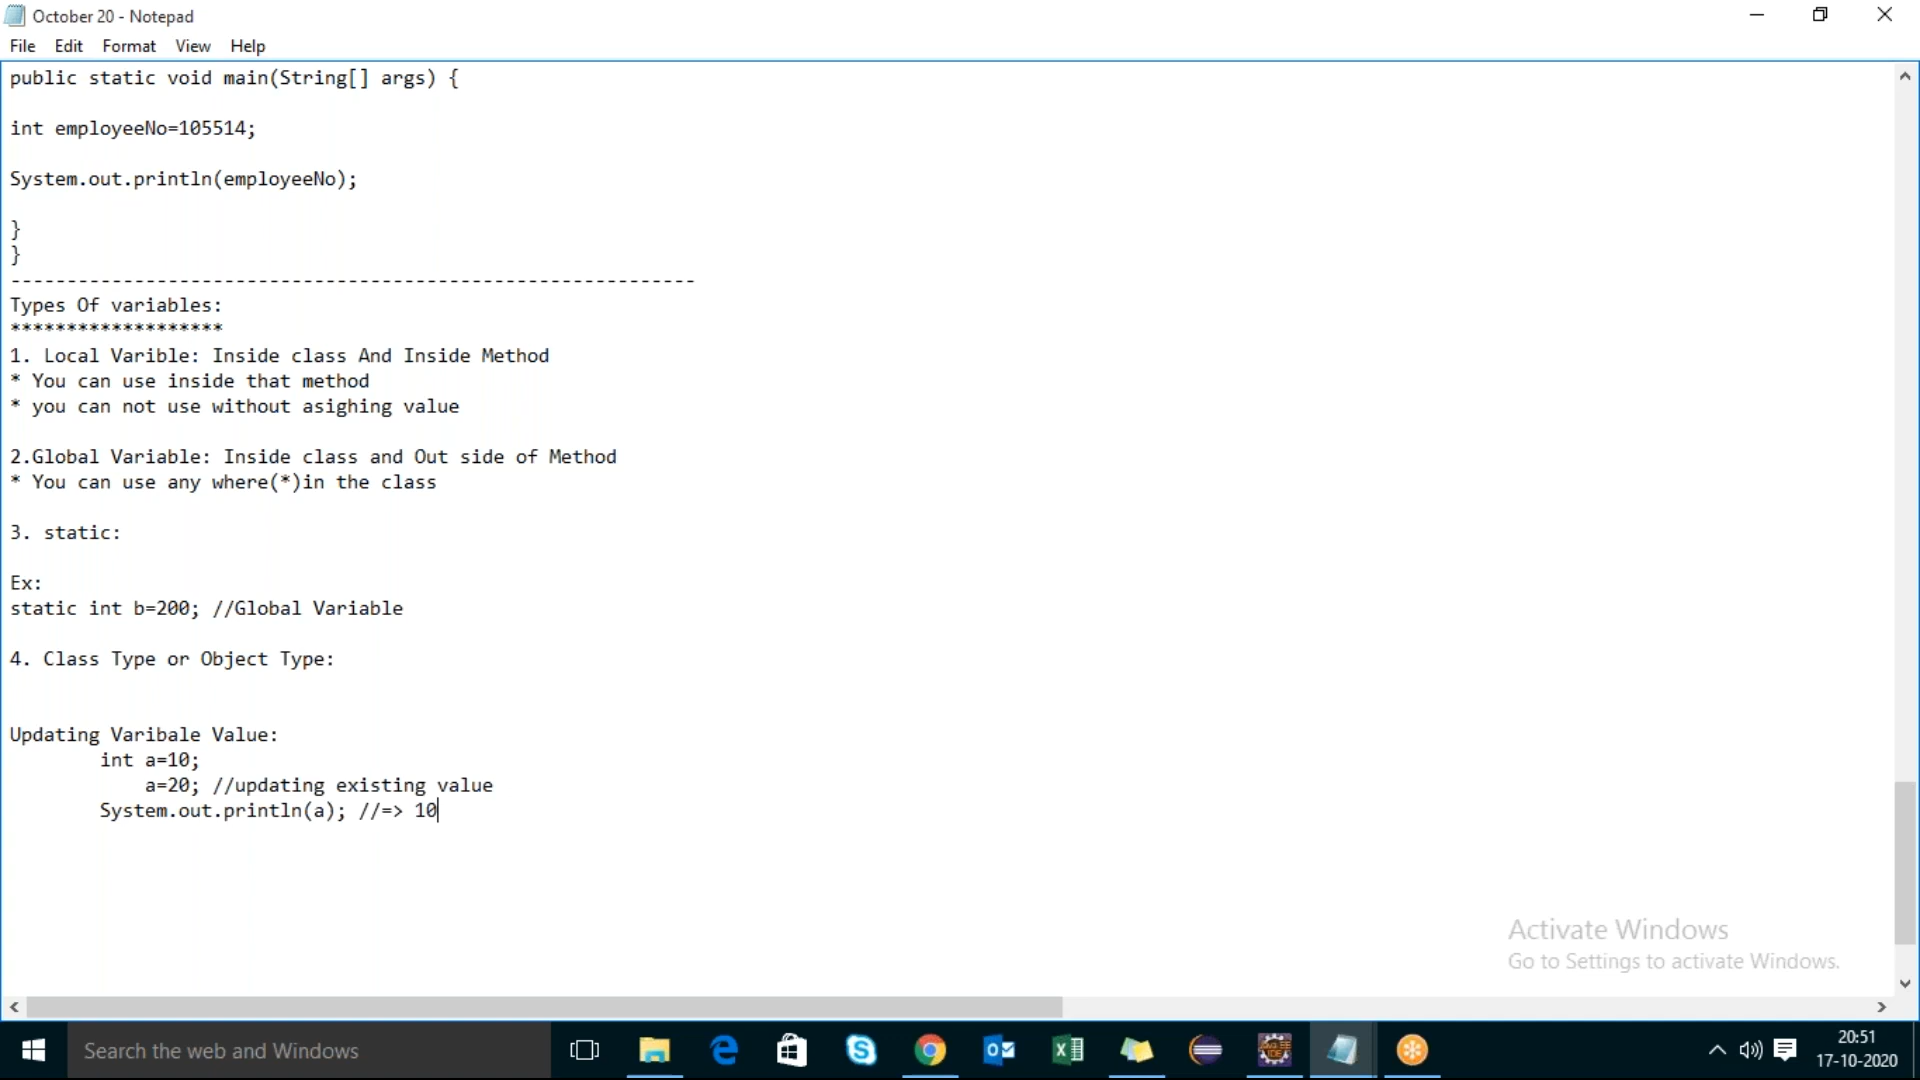 October 20 - Notepad
File Edit Format View Help
public static void main(String[] args) {
int employeeNo=105514;
System.out.println(employeeNo);
}
}
-------------------------------------------------------------
Types Of variables:
*******************
1. Local Varible: Inside class And Inside Method
* You can use inside that method
* you can not use without asighing value
2.Global Variable: Inside class and Out side of Method
* You can use any where(*)in the class
3. static:
Ex:
static int b=200; //Global Variable
4. Class Type or Object Type:
Updating Varibale Value:
int a=10;
a=20; //updating existing value
System.out.println(a); //=> 10
Activate Windows
Go to Settings to activate Windows.
Search the web and Windows
20:51
17-10-2020